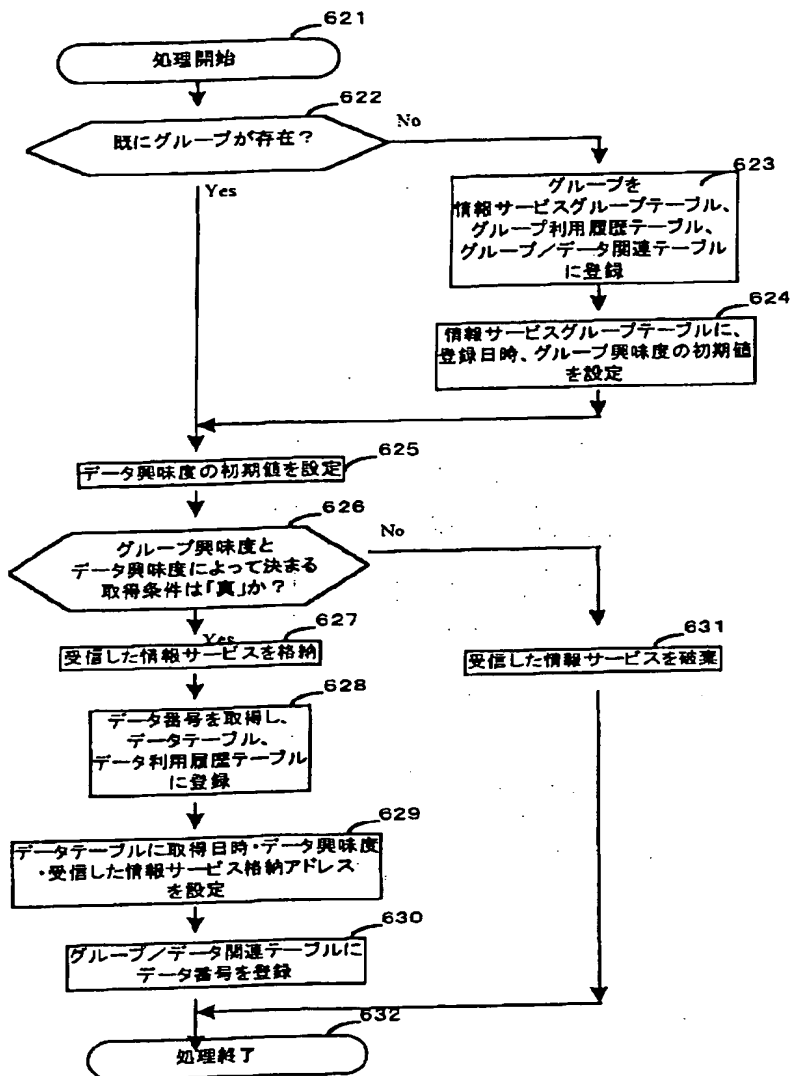 621
処理開始
622
既にグループが存在？
No
Yes
623
グループを
情報サービスグループテーブル、
グループ利用履歴テーブル、
グループ／データ関連テーブル
に登録
624
情報サービスグループテーブルに、
登録日時、グループ興味度の初期値
を設定
625
データ興味度の初期値を設定
626
グループ興味度と
データ興味度によって決まる
取得条件は「真」か？
No
Yes
627
受信した情報サービスを格納
631
受信した情報サービスを破棄
628
データ番号を取得し、
データテーブル、
データ利用履歴テーブル
に登録
629
データテーブルに取得日時・データ興味度
・受信した情報サービス格納アドレス
を設定
630
グループ／データ関連テーブルに
データ番号を登録
632
処理終了